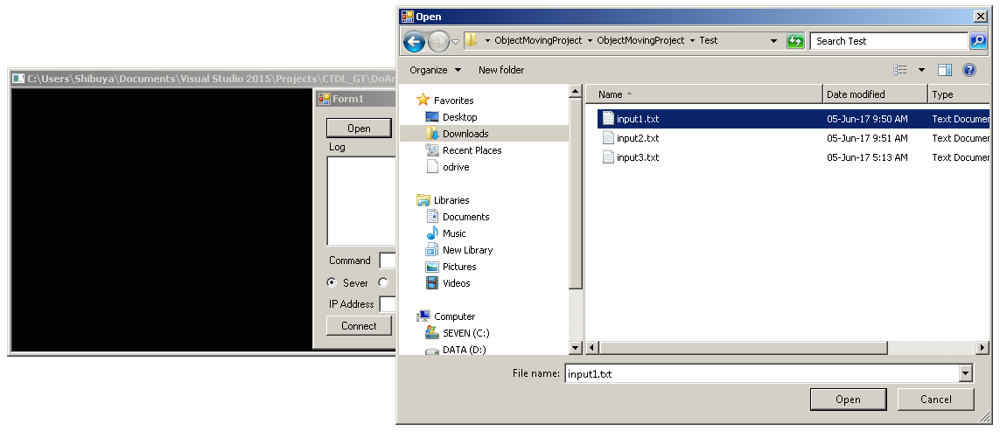 Open
ObjectMovingProject ObjectMovingProject Test
Search Test
Organize New folder
C:\Users\Shibuya\Documents\Visual Studio 2015\Projects\CTDL_GT\DoAn
Form1
Open
Log
Command
Sever
IP Address
Connect
Favorites
Desktop
Downloads
Recent Places
odrive
Libraries
Documents
Music
New Library
Pictures
Videos
Computer
SEVEN (C:)
DATA (D:)
Name Date modified Type
input1.txt 05-Jun-17 9:50 AM Text Documen
input2.txt 05-Jun-17 9:51 AM Text Documen
input3.txt 05-Jun-17 5:13 AM Text Documen
File name: input1.txt
Open Cancel